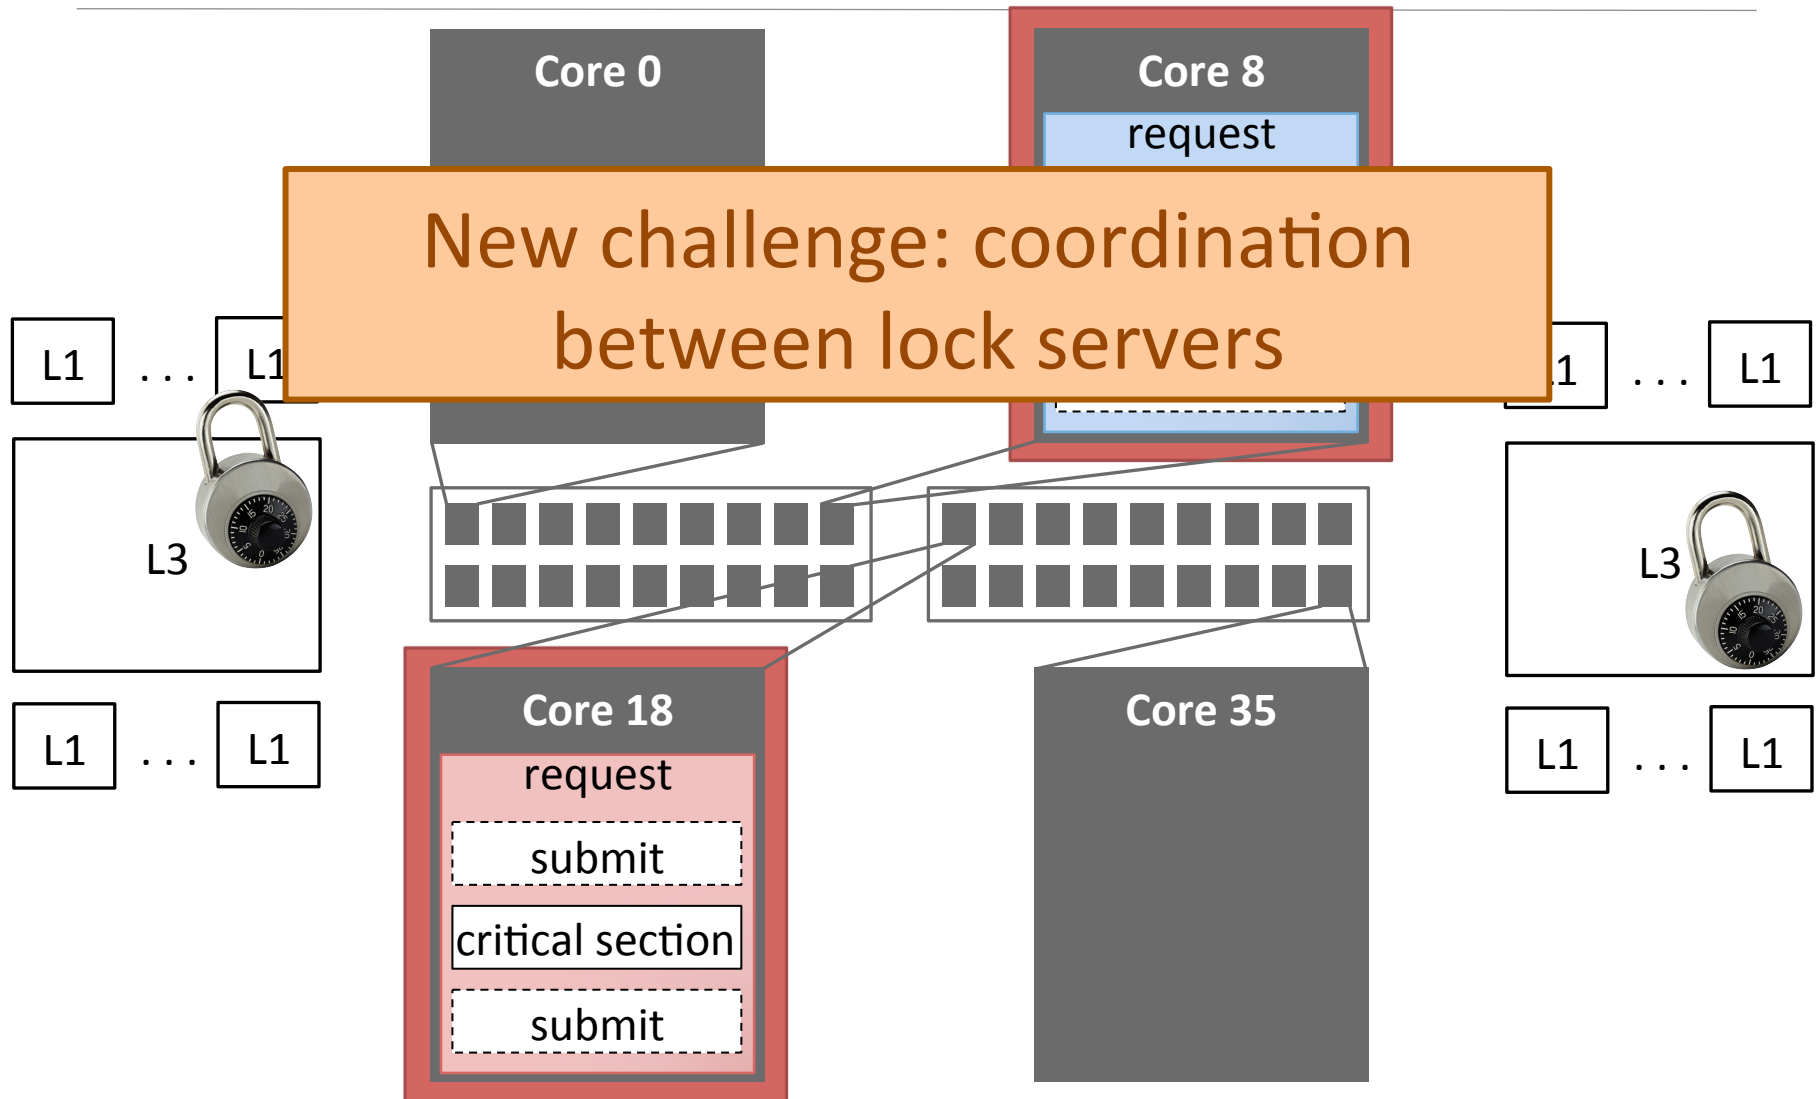 Core 0
Core 8
request
New challenge: coordination
between lock servers
L1 . . . L1
L1 . . . L1
L3
L3
Core 18
Core 35
L1 . . . L1
L1 . . . L1
request
submit
critical section
submit